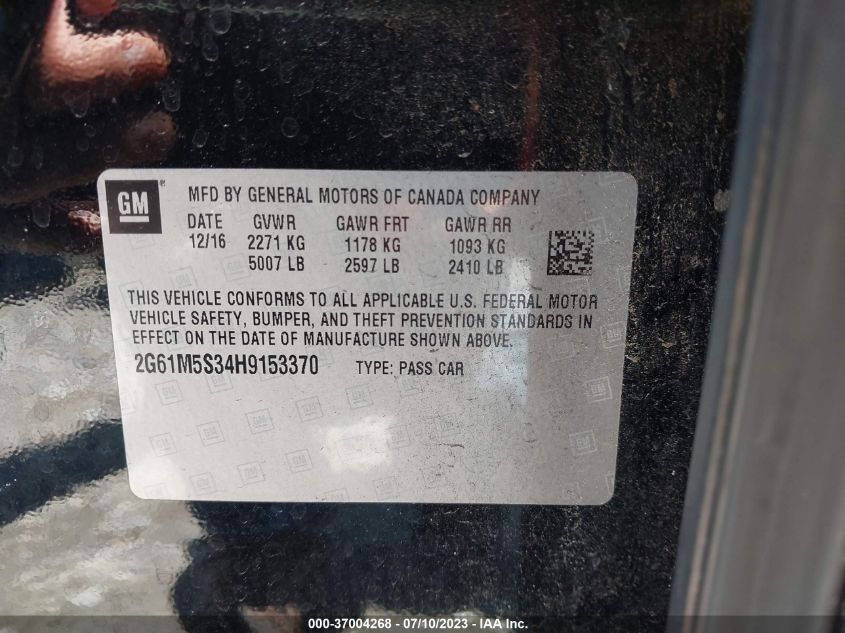 GM ® MFD BY GENERAL MOTORS OF CANADA COMPANY
DATE GVWR GAWR FRT GAWR RR
12/16 2271 KG 1178 KG 1093 KG
5007 LB 2597 LB 2410 LB
THIS VEHICLE CONFORMS TO ALL APPLICABLE U.S. FEDERAL MOTOR
VEHICLE SAFETY, BUMPER, AND THEFT PREVENTION STANDARDS IN
EFFECT ON THE DATE OF MANUFACTURE SHOWN ABOVE.
2G61M5S34H9153370 TYPE: PASS CAR
000-37004268 - 07/10/2023 - IAA Inc.